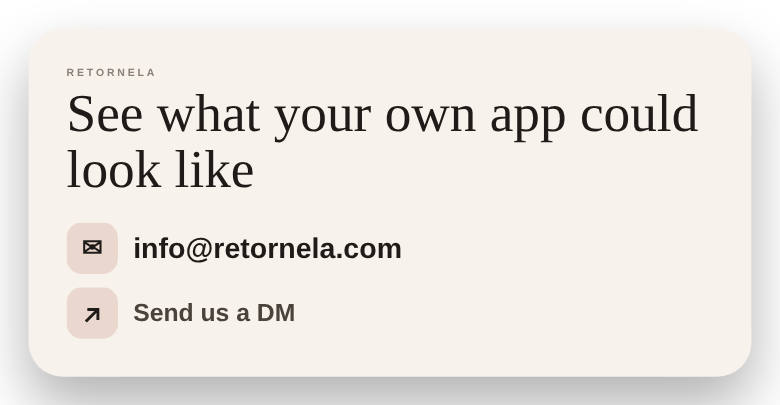 RETORNELA
See what your own app could
look like
✉ info@retornela.com
↗ Send us a DM